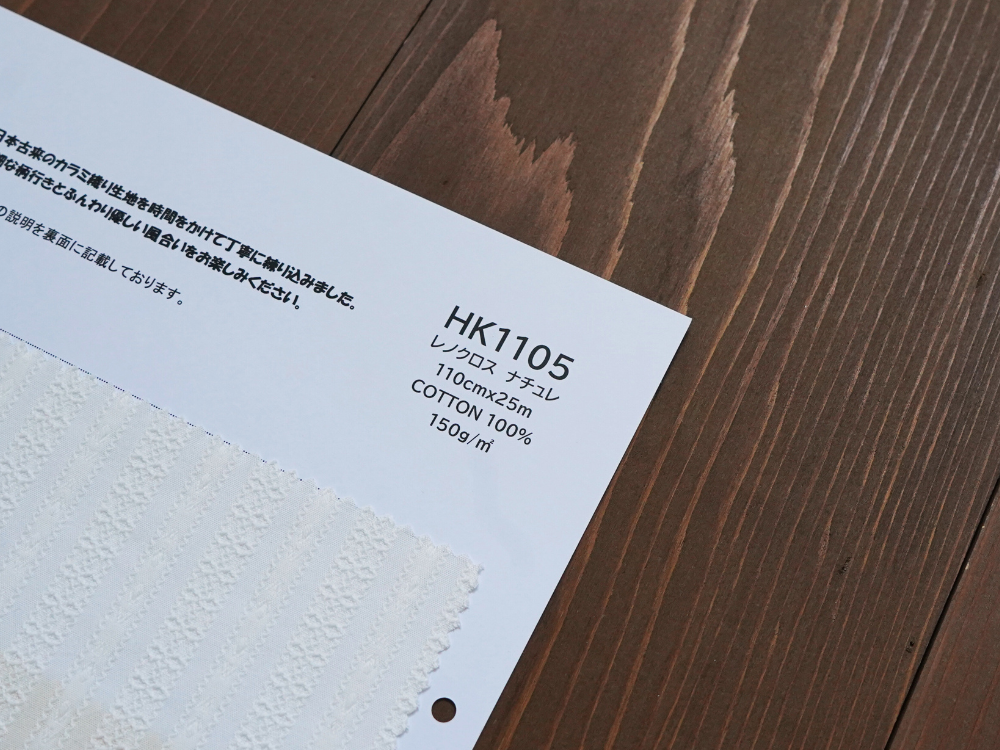 日本古来のカラミ織り生地を時間をかけて丁寧に練り込みました。
な柄行きとふんわり優しい風合いをお楽しみください。
の説明を裏面に記載しております。
HK1105
レノクロス ナチュレ
110cmx25m
COTTON 100%
150g/㎡